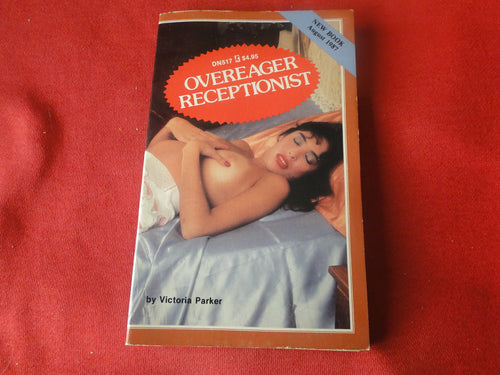 NEW BOOK
August 1987
DN517 $4.95
OVEREAGER
RECEPTIONIST
by Victoria Parker